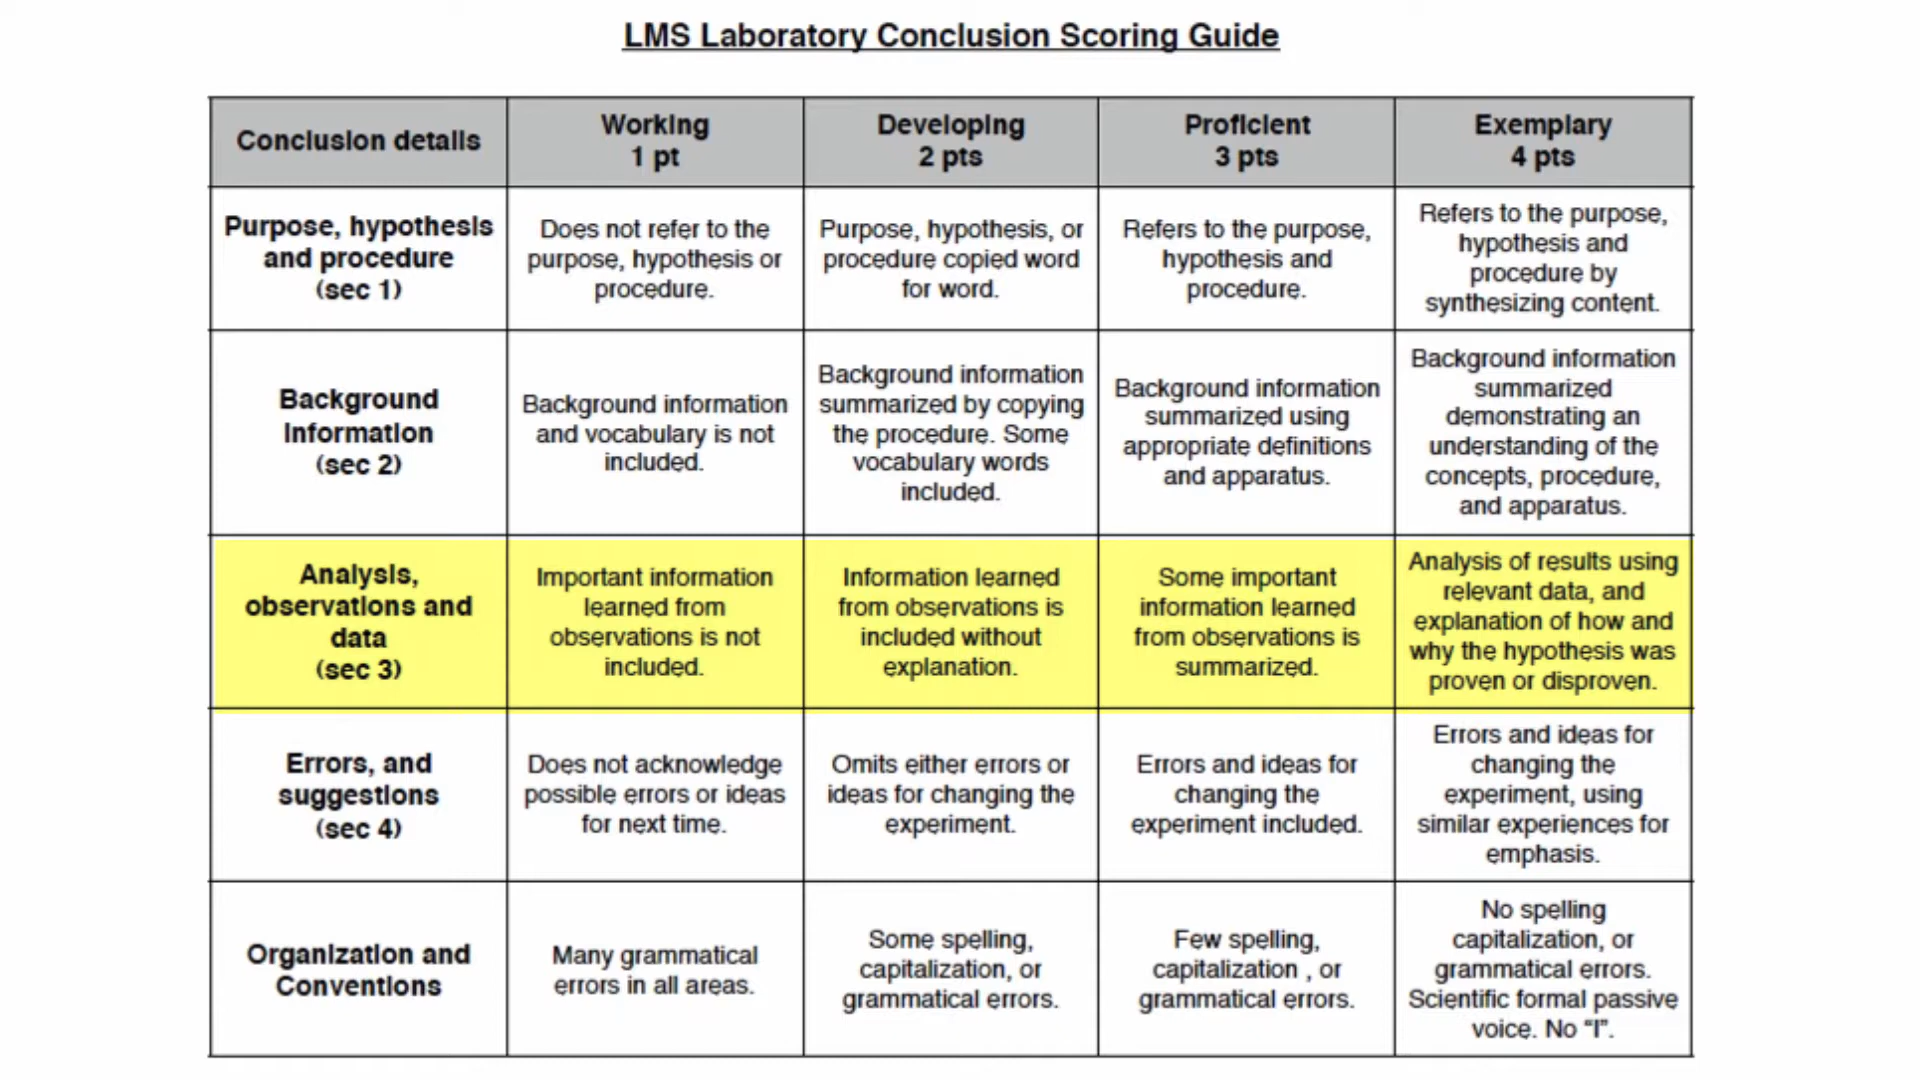 LMS Laboratory Conclusion Scoring Guide
Conclusion details
Working
1 pt
Developing
2 pts
Proficient
3 pts
Exemplary
4 pts
Purpose, hypothesis
and procedure
(sec 1)
Does not refer to the
purpose, hypothesis or
procedure.
Purpose, hypothesis, or
procedure copied word
for word.
Refers to the purpose,
hypothesis and
procedure.
Refers to the purpose,
hypothesis and
procedure by
synthesizing content.
Background
Information
(sec 2)
Background information
and vocabulary is not
included.
Background information
summarized by copying
the procedure. Some
vocabulary words
included.
Background information
summarized using
appropriate definitions
and apparatus.
Background information
summarized
demonstrating an
understanding of the
concepts, procedure,
and apparatus.
Analysis,
observations and
data
(sec 3)
Important information
learned from
observations is not
included.
Information learned
from observations is
included without
explanation.
Some important
information learned
from observations is
summarized.
Analysis of results using
relevant data, and
explanation of how and
why the hypothesis was
proven or disproven.
Errors, and
suggestions
(sec 4)
Does not acknowledge
possible errors or ideas
for next time.
Omits either errors or
ideas for changing the
experiment.
Errors and ideas for
changing the
experiment included.
Errors and ideas for
changing the
experiment, using
similar experiences for
emphasis.
Organization and
Conventions
Many grammatical
errors in all areas.
Some spelling,
capitalization, or
grammatical errors.
Few spelling,
capitalization , or
grammatical errors.
No spelling
capitalization, or
grammatical errors.
Scientific formal passive
voice. No “I”.